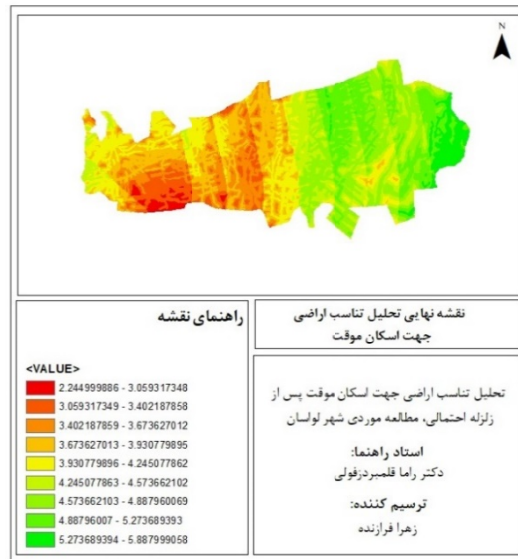 N
راهنمای نقشه
<VALUE>
2.244999886 - 3.059317348
3.059317349 - 3.402187858
3.402187859 - 3.673627012
3.673627013 - 3.930779895
3.930779896 - 4.245077862
4.245077863 - 4.573662102
4.573662103 - 4.887960069
4.88796007 - 5.273689393
5.273689394 - 5.887999058
نقشه نهایی تحلیل تناسب اراضی
جهت اسکان موقت
تحلیل تناسب اراضی جهت اسکان موقت پس از
زلزله احتمالی، مطالعه موردی شهر لواسان
استاد راهنما:
دکتر راما قلمبردزفولی
ترسیم کننده:
زهرا فرازنده